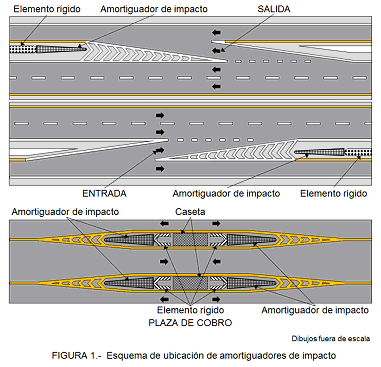 Elemento rígido Amortiguador de impacto SALIDA
ENTRADA Amortiguador de impacto Elemento rígido
Amortiguador de impacto Caseta
Elemento rígido Amortiguador de impacto
PLAZA DE COBRO
Dibujos fuera de escala
FIGURA 1.- Esquema de ubicación de amortiguadores de impacto